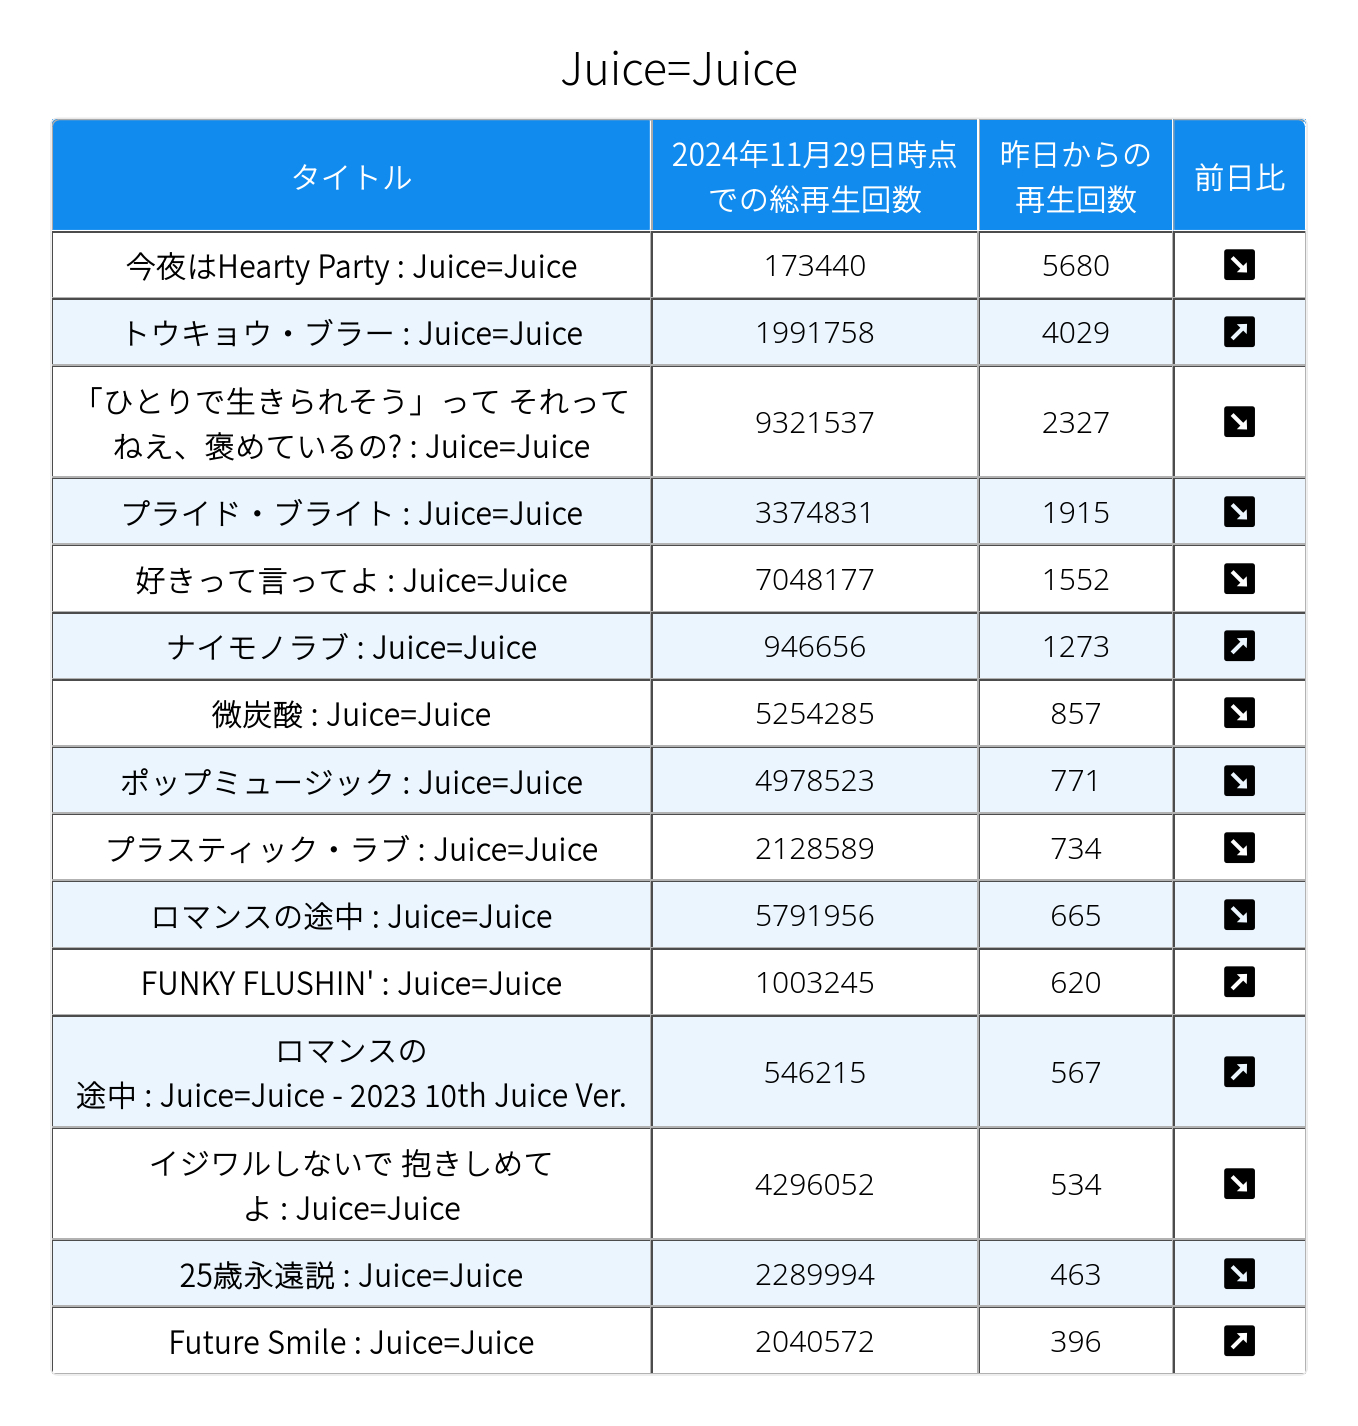 Juice=Juice
タイトル
2024年11月29日時点
での総再生回数
昨日からの
再生回数
前日比
今夜はHearty Party : Juice=Juice
173440
5680
↘
トウキョウ・ブラー : Juice=Juice
1991758
4029
↗
「ひとりで生きられそう」って それって
ねえ、褒めているの? : Juice=Juice
9321537
2327
↘
プライド・ブライト : Juice=Juice
3374831
1915
↘
好きって言ってよ : Juice=Juice
7048177
1552
↘
ナイモノラブ : Juice=Juice
946656
1273
↗
微炭酸 : Juice=Juice
5254285
857
↘
ポップミュージック : Juice=Juice
4978523
771
↘
プラスティック・ラブ : Juice=Juice
2128589
734
↘
ロマンスの途中 : Juice=Juice
5791956
665
↘
FUNKY FLUSHIN' : Juice=Juice
1003245
620
↗
ロマンスの
途中 : Juice=Juice - 2023 10th Juice Ver.
546215
567
↗
イジワルしないで 抱きしめて
よ : Juice=Juice
4296052
534
↘
25歳永遠説 : Juice=Juice
2289994
463
↘
Future Smile : Juice=Juice
2040572
396
↗